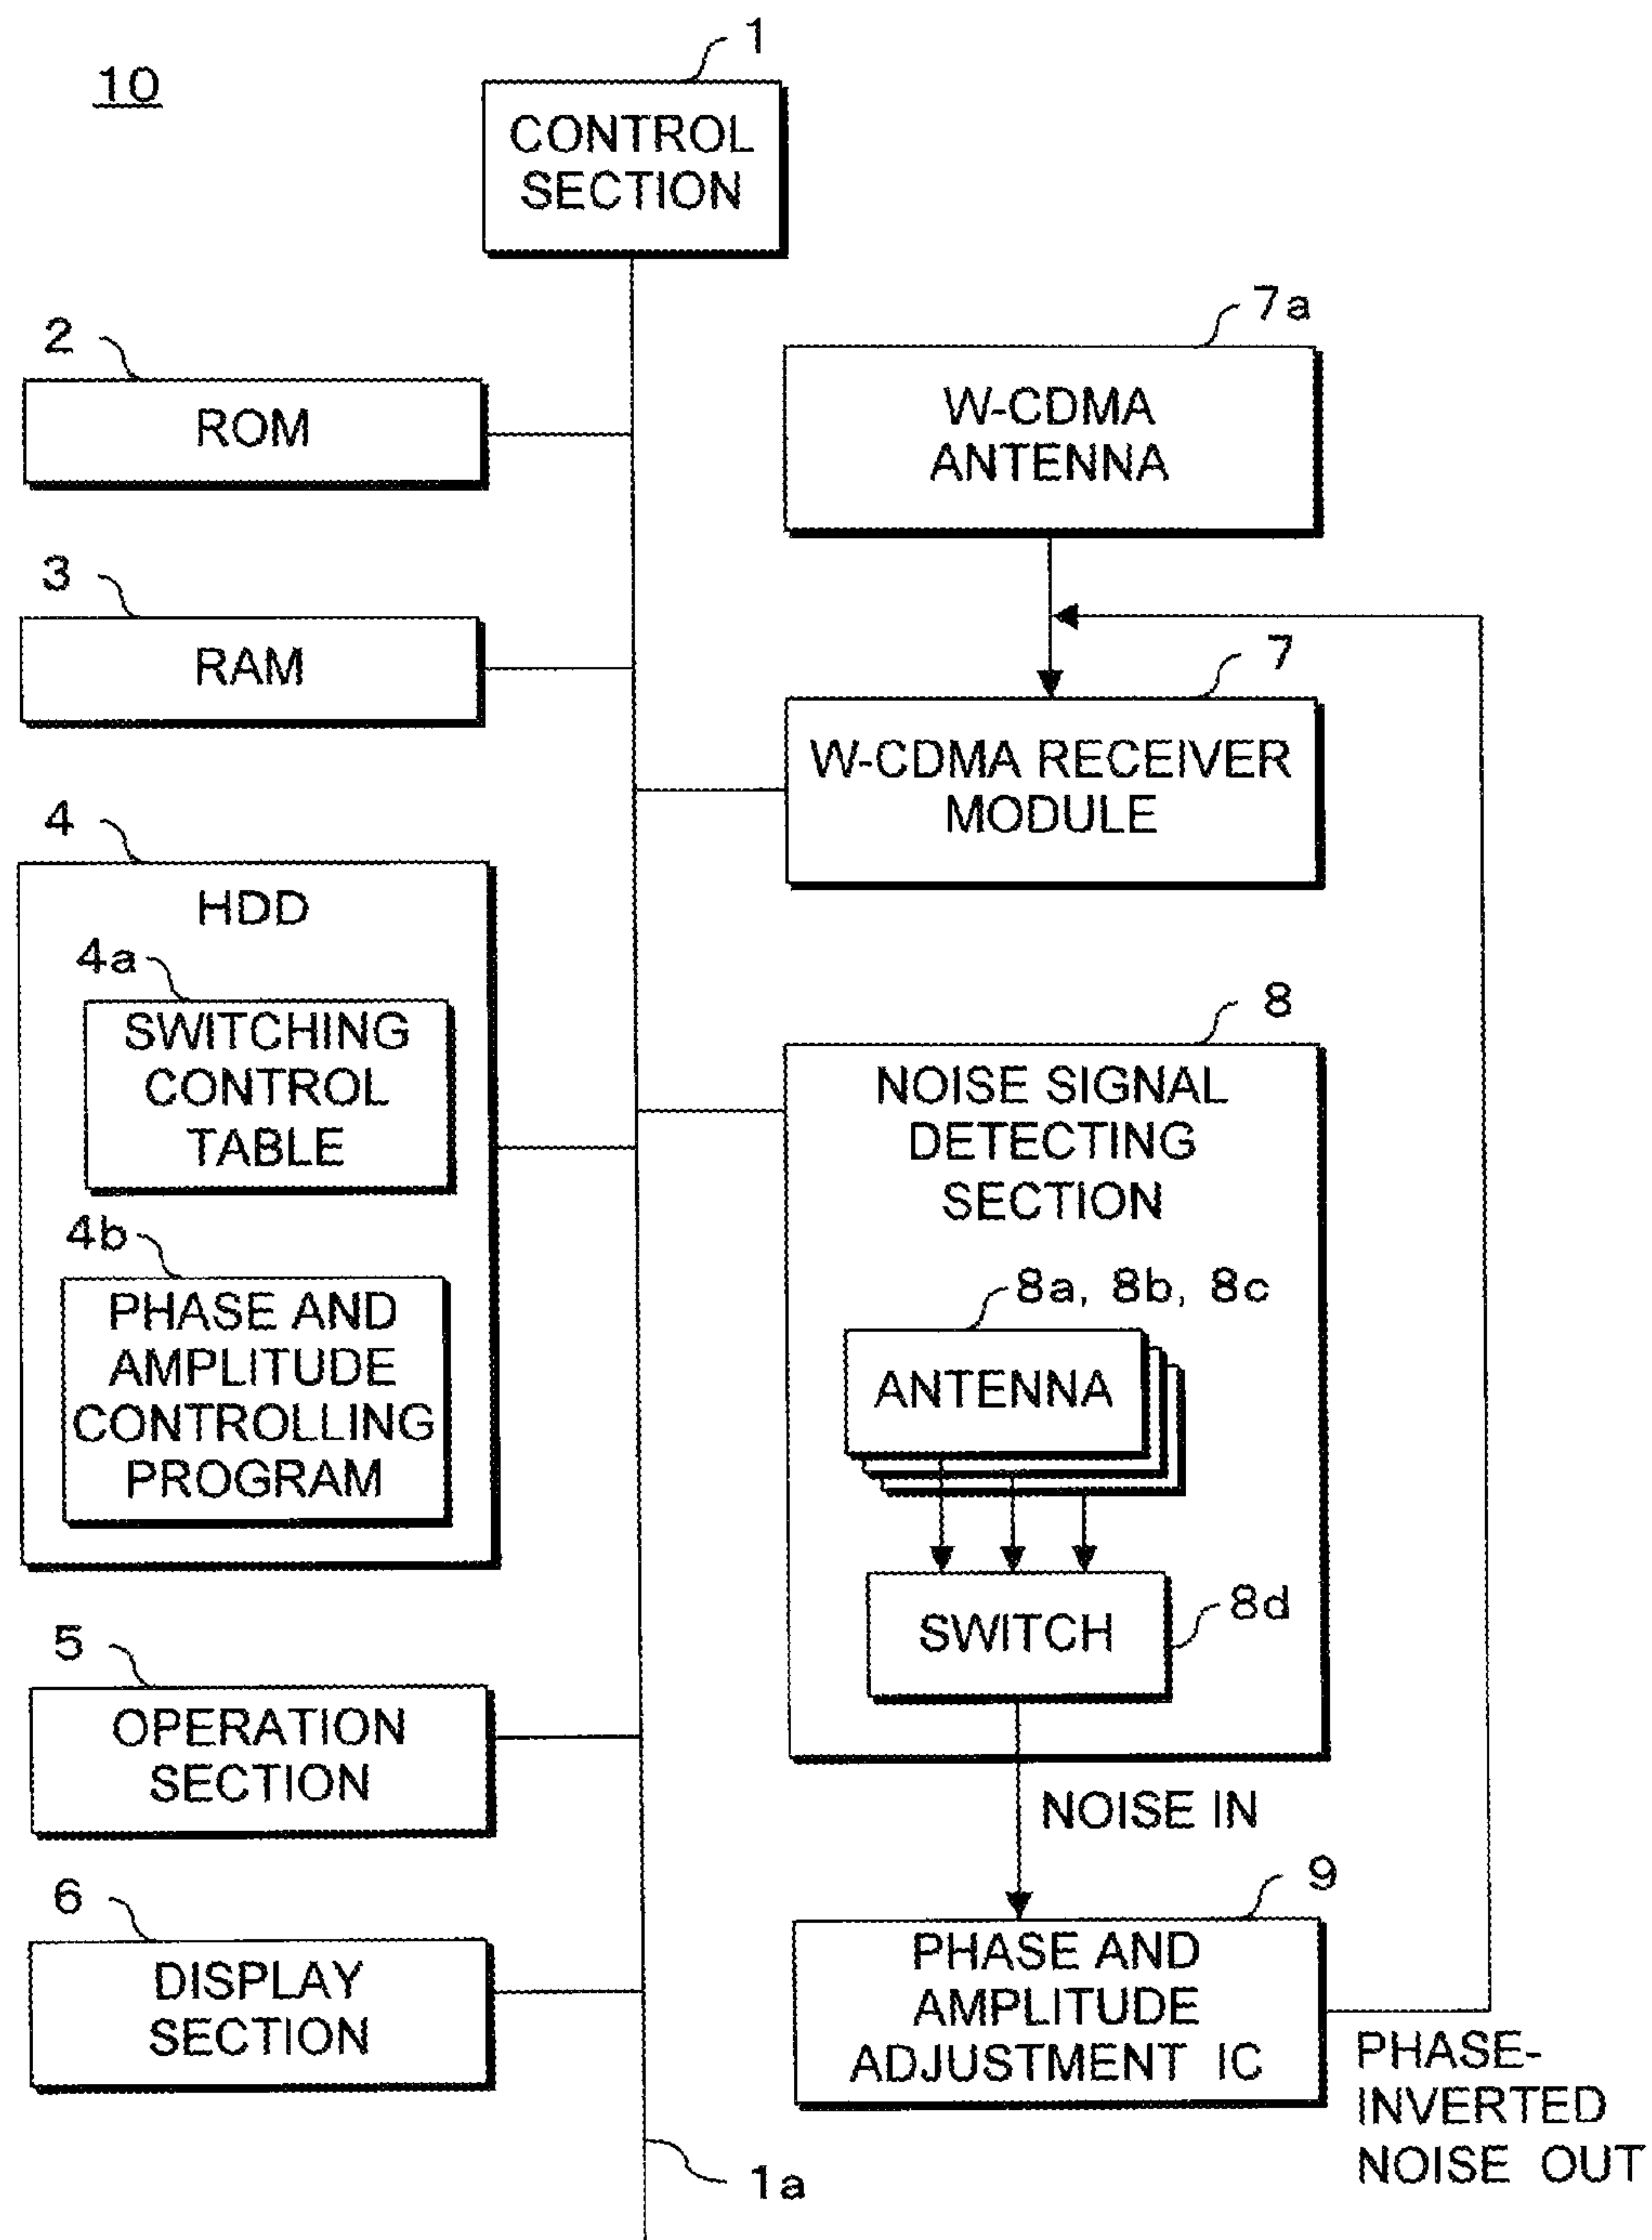 10
1
CONTROL
SECTION
2
ROM
3
RAM
4
HDD
4a
SWITCHING
CONTROL
TABLE
4b
PHASE AND
AMPLITUDE
CONTROLLING
PROGRAM
5
OPERATION
SECTION
6
DISPLAY
SECTION
1a
7a
W-CDMA
ANTENNA
7
W-CDMA RECEIVER
MODULE
8
NOISE SIGNAL
DETECTING
SECTION
8a, 8b, 8c
ANTENNA
SWITCH
8d
NOISE IN
9
PHASE AND
AMPLITUDE
ADJUSTMENT IC
PHASE-
INVERTED
NOISE OUT